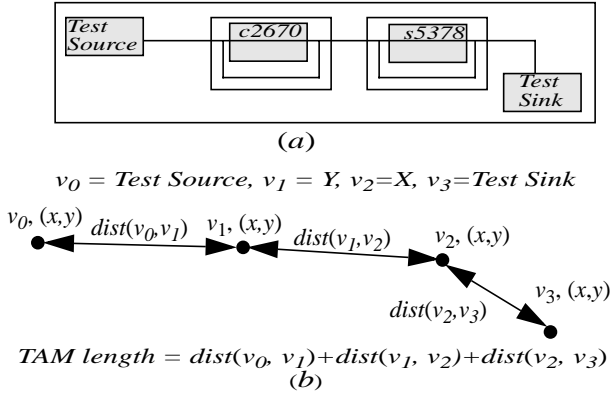 Test
Source
c2670
s5378
Test
Sink
(a)
v0 = Test Source, v1 = Y, v2=X, v3=Test Sink
v0, (x,y)
dist(v0,v1)
v1, (x,y)
dist(v1,v2)
v2, (x,y)
v3, (x,y)
dist(v2,v3)
TAM length = dist(v0, v1)+dist(v1, v2)+dist(v2, v3)
(b)